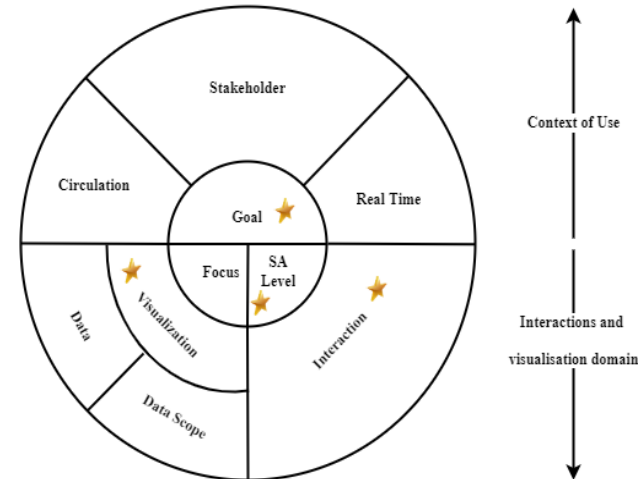 Stakeholder
Context of Use
Circulation
Real Time
Goal
Focus
SA
Level
Visualization
Data
Interaction
Data Scope
Interactions and
visualisation domain